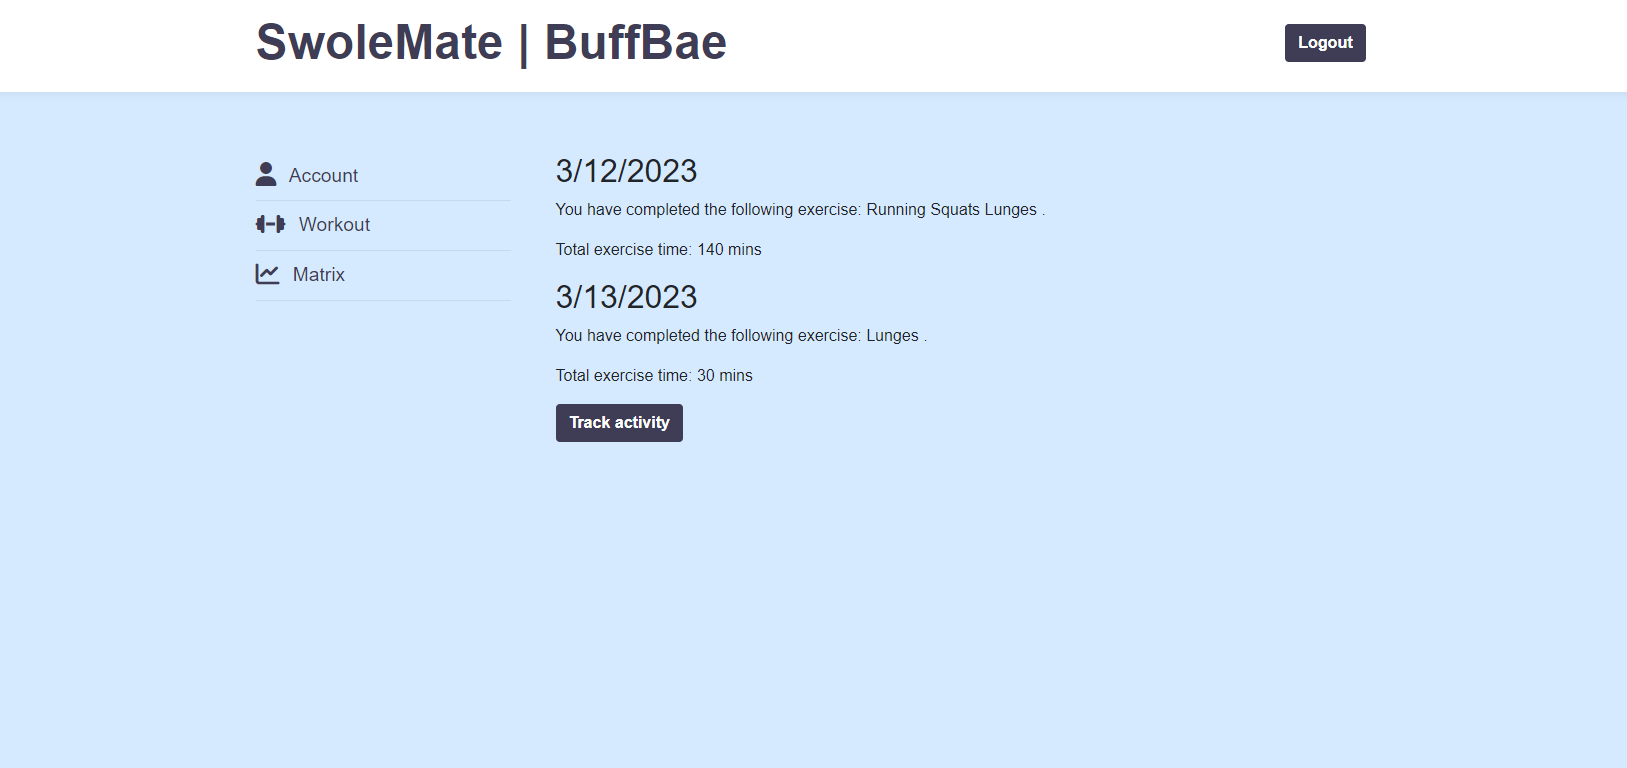 SwoleMate | BuffBae
Logout
Account
Workout
Matrix
3/12/2023
You have completed the following exercise: Running Squats Lunges .
Total exercise time: 140 mins
3/13/2023
You have completed the following exercise: Lunges .
Total exercise time: 30 mins
Track activity